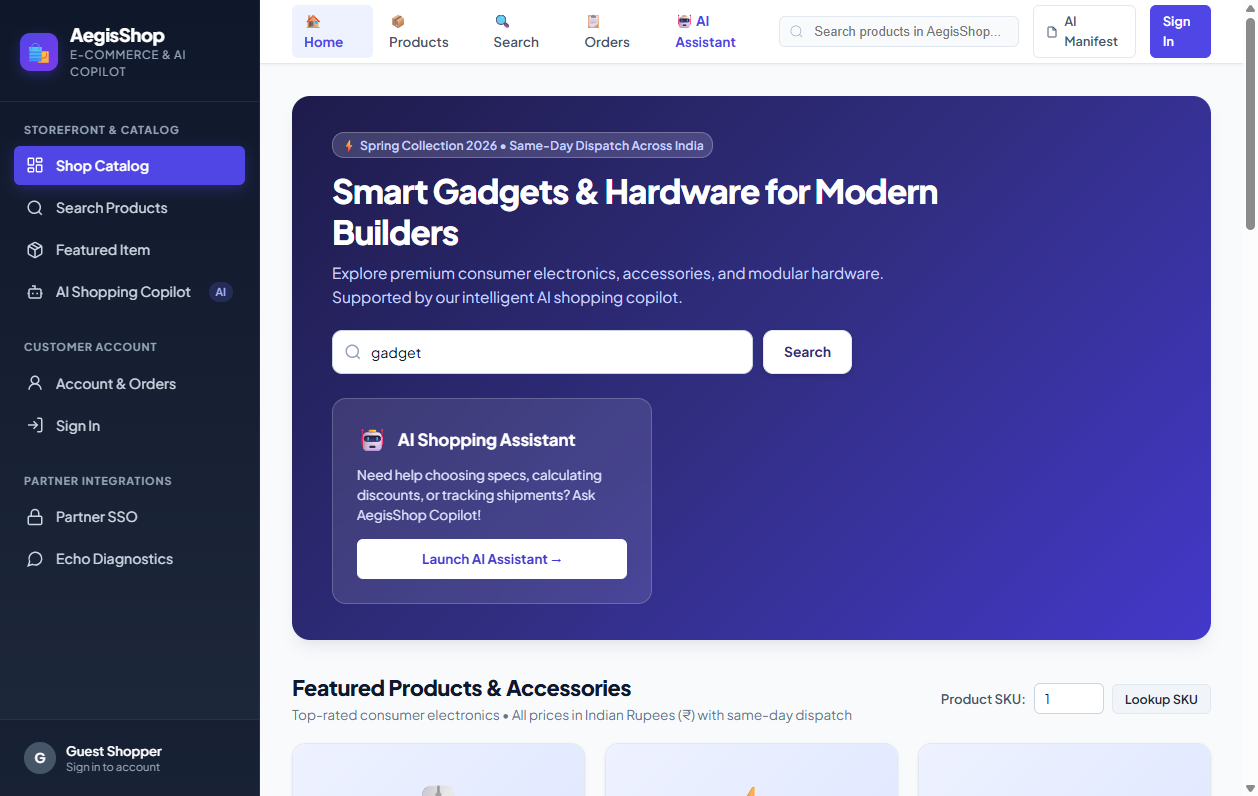 AegisShop
E-COMMERCE & AI
COPILOT
STOREFRONT & CATALOG
Shop Catalog
Search Products
Featured Item
AI Shopping Copilot AI
CUSTOMER ACCOUNT
Account & Orders
Sign In
PARTNER INTEGRATIONS
Partner SSO
Echo Diagnostics
G
Guest Shopper
Sign in to account
Home
Products
Search
Orders
AI
Assistant
Search products in AegisShop...
AI
Manifest
Sign
In
Spring Collection 2026 • Same-Day Dispatch Across India
Smart Gadgets & Hardware for Modern
Builders
Explore premium consumer electronics, accessories, and modular hardware.
Supported by our intelligent AI shopping copilot.
gadget
Search
AI Shopping Assistant
Need help choosing specs, calculating
discounts, or tracking shipments? Ask
AegisShop Copilot!
Launch AI Assistant →
Featured Products & Accessories
Top-rated consumer electronics • All prices in Indian Rupees (₹) with same-day dispatch
Product SKU: 1 Lookup SKU